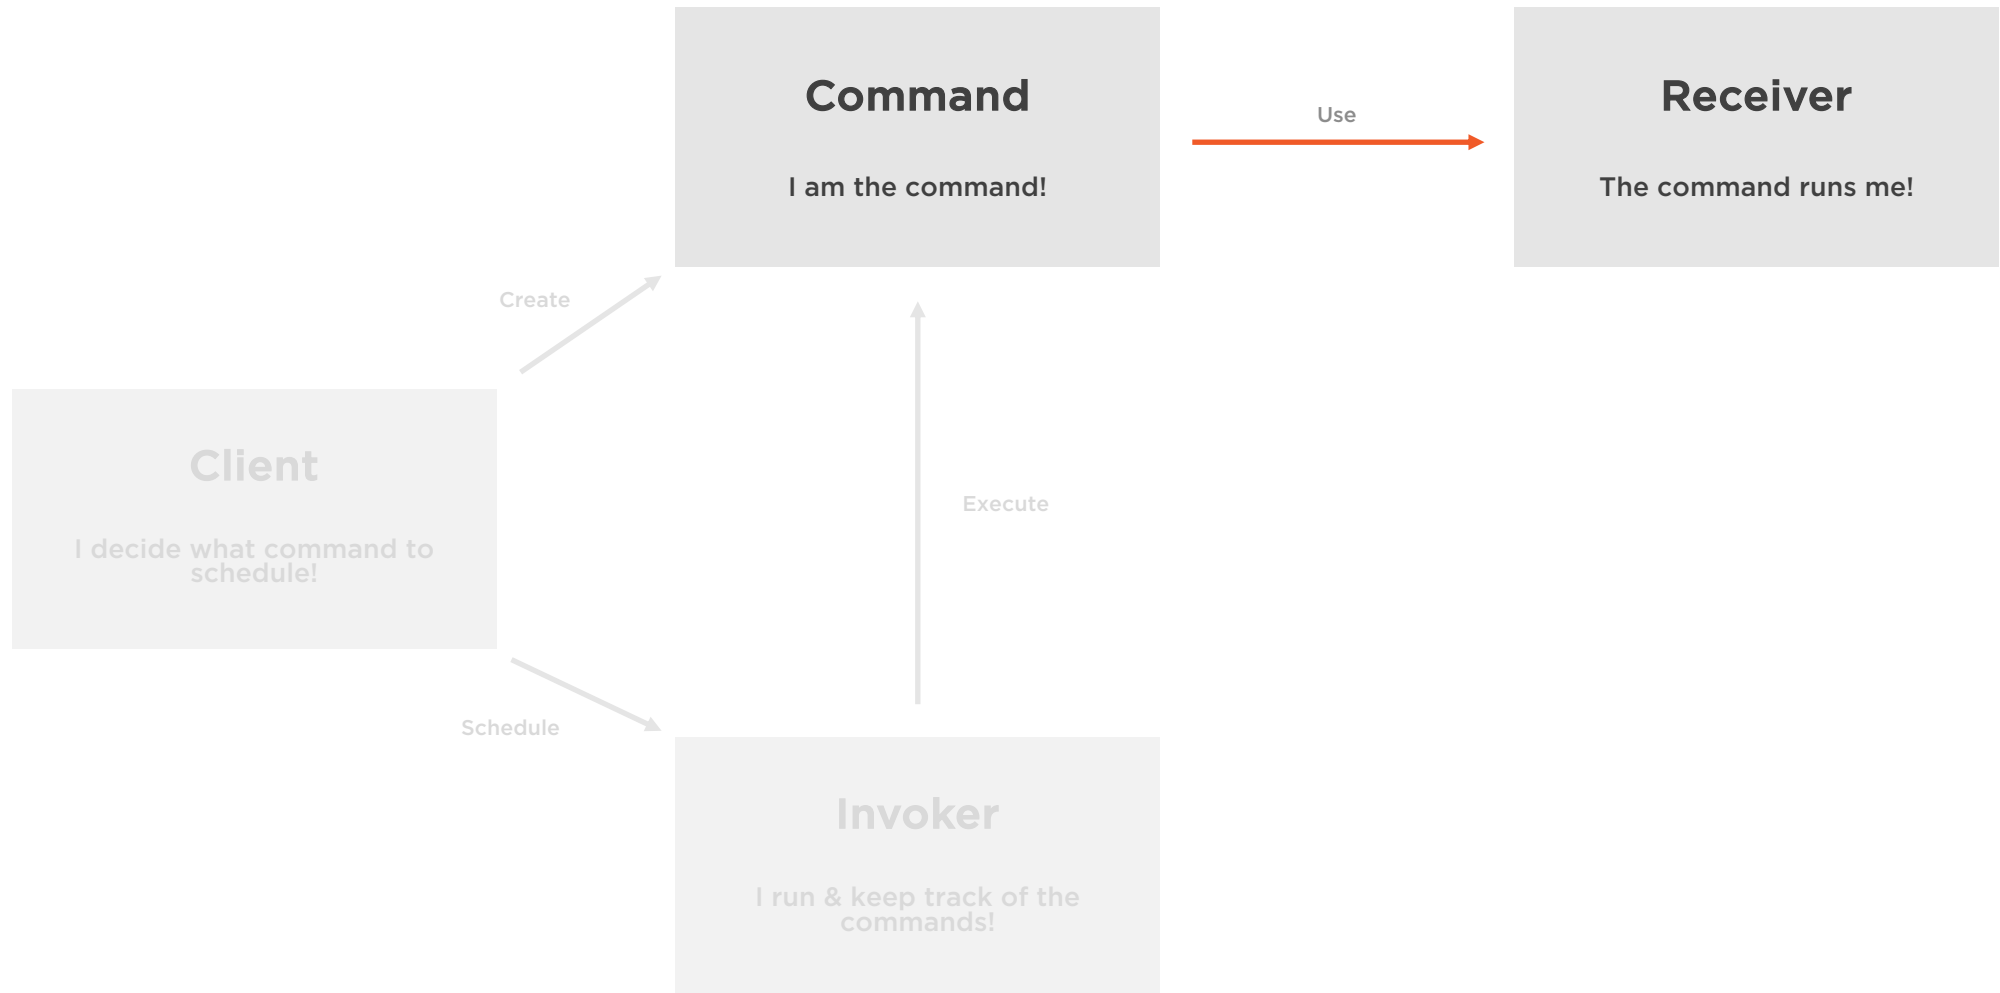 Command
I am the command!
Use
Receiver
The command runs me!
Create
Client
I decide what command to
schedule!
Execute
Schedule
Invoker
I run & keep track of the
commands!